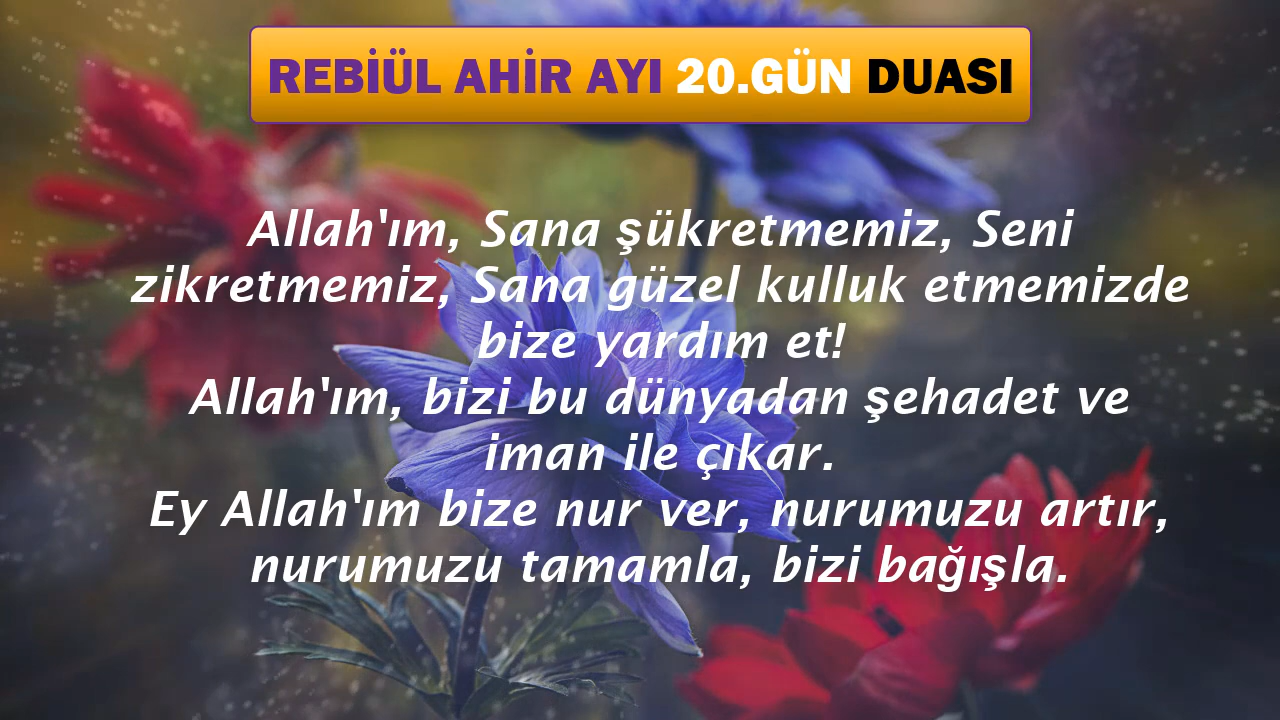 REBİÜL AHİR AYI 20.GÜN DUASI
Allah'ım, Sana şükretmemiz, Seni
zikretmemiz, Sana güzel kulluk etmemizde
bize yardım et!
Allah'ım, bizi bu dünyadan şehadet ve
iman ile çıkar.
Ey Allah'ım bize nur ver, nurumuzu artır,
nurumuzu tamamla, bizi bağışla.